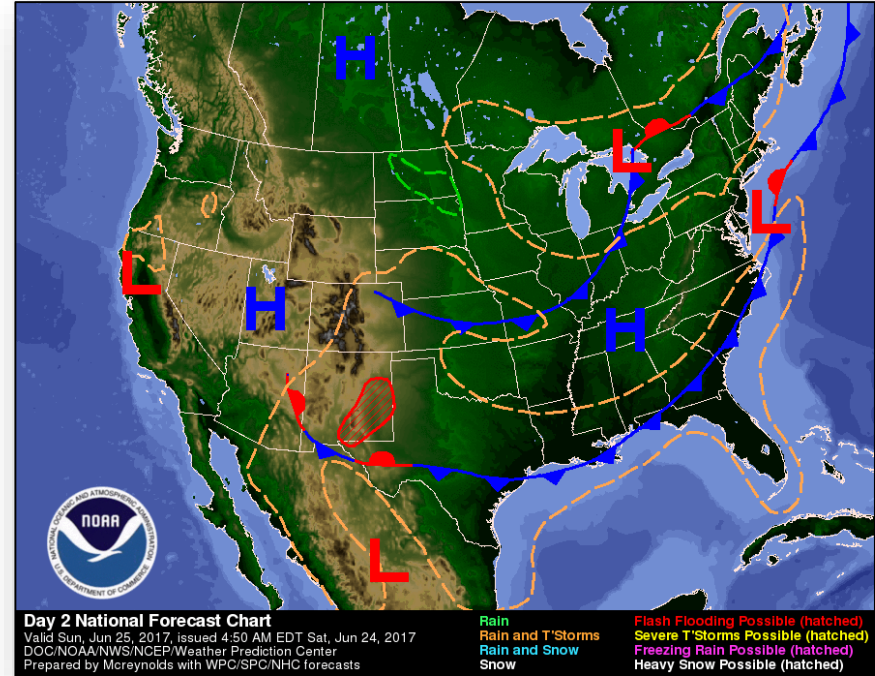 H
L
L
L
H
H
L
NATIONAL OCEANIC AND ATMOSPHERIC ADMINISTRATION
NOAA
U.S. DEPARTMENT OF COMMERCE
Day 2 National Forecast Chart
Valid Sun, Jun 25, 2017, issued 4:50 AM EDT Sat, Jun 24, 2017
DOC/NOAA/NWS/NCEP/Weather Prediction Center
Prepared by Mcreynolds with WPC/SPC/NHC forecasts
Rain
Rain and T'Storms
Rain and Snow
Snow
Flash Flooding Possible (hatched)
Severe T'Storms Possible (hatched)
Freezing Rain Possible (hatched)
Heavy Snow Possible (hatched)